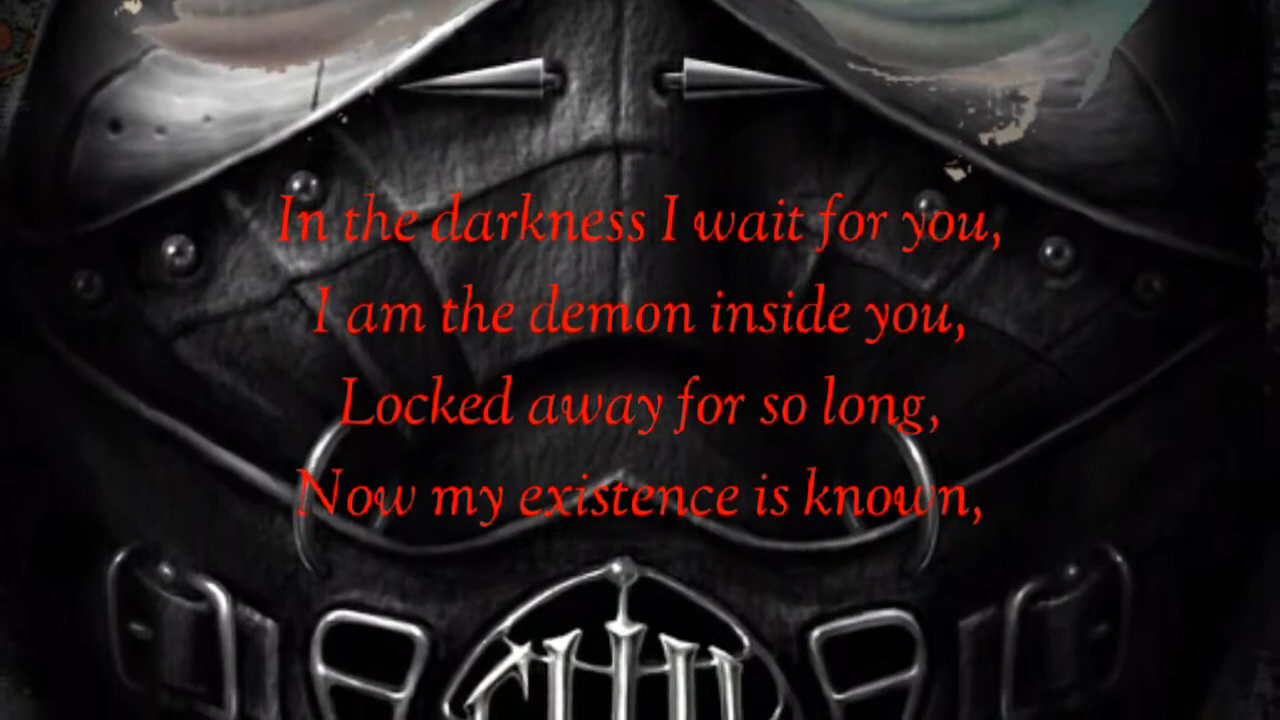 In the darkness I wait for you,
I am the demon inside you,
Locked away for so long,
Now my existence is known,